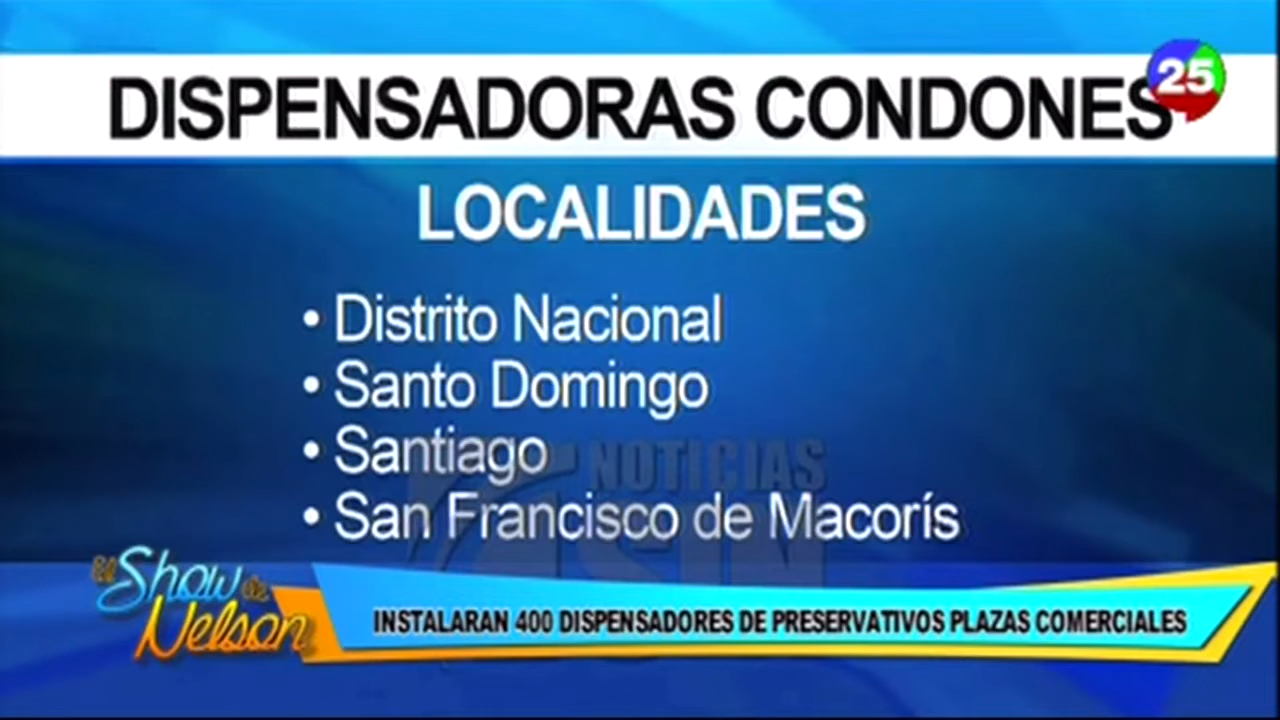 DISPENSADORAS CONDONES
25
LOCALIDADES
• Distrito Nacional
• Santo Domingo
• Santiago
• San Francisco de Macorís
NOTICIAS
SIN
El Show de Nelson
INSTALARAN 400 DISPENSADORES DE PRESERVATIVOS PLAZAS COMERCIALES